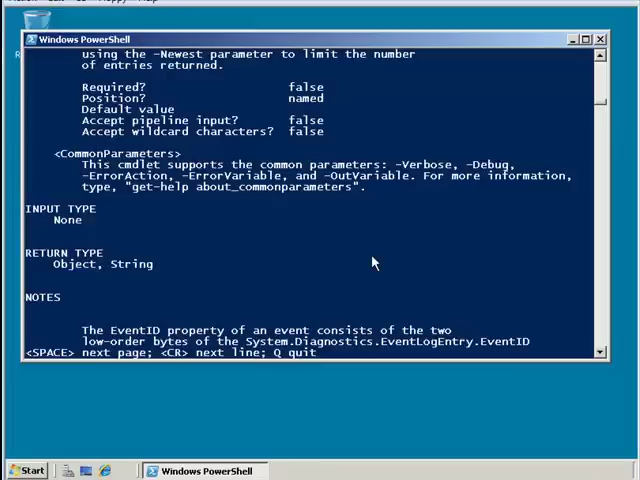 Windows PowerShell
using the -Newest parameter to limit the number
of entries returned.
Required? false
Position? named
Default value
Accept pipeline input? false
Accept wildcard characters? false
<CommonParameters>
This cmdlet supports the common parameters: -Verbose, -Debug,
-ErrorAction, -ErrorVariable, and -OutVariable. For more information,
type, "get-help about_commonparameters".
INPUT TYPE
None
RETURN TYPE
Object, String
NOTES
The EventID property of an event consists of the two
low-order bytes of the System.Diagnostics.EventLogEntry.EventID
<SPACE> next page; <CR> next line; Q quit
Start
Windows PowerShell